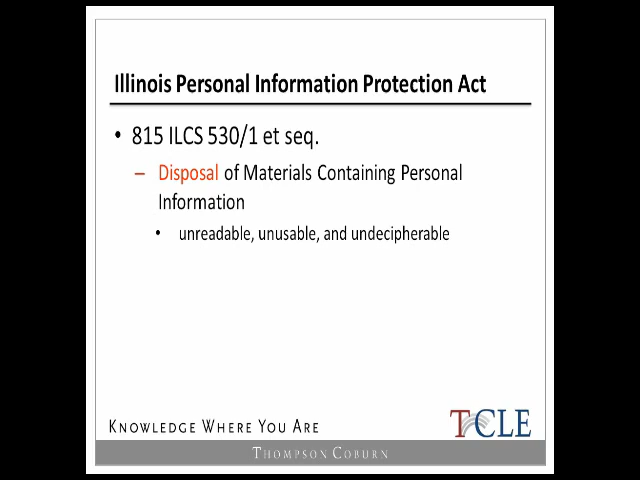 Illinois Personal Information Protection Act
• 815 ILCS 530/1 et seq.
– Disposal of Materials Containing Personal
Information
• unreadable, unusable, and undecipherable
KNOWLEDGE WHERE YOU ARE
TCLE
THOMPSON COBURN